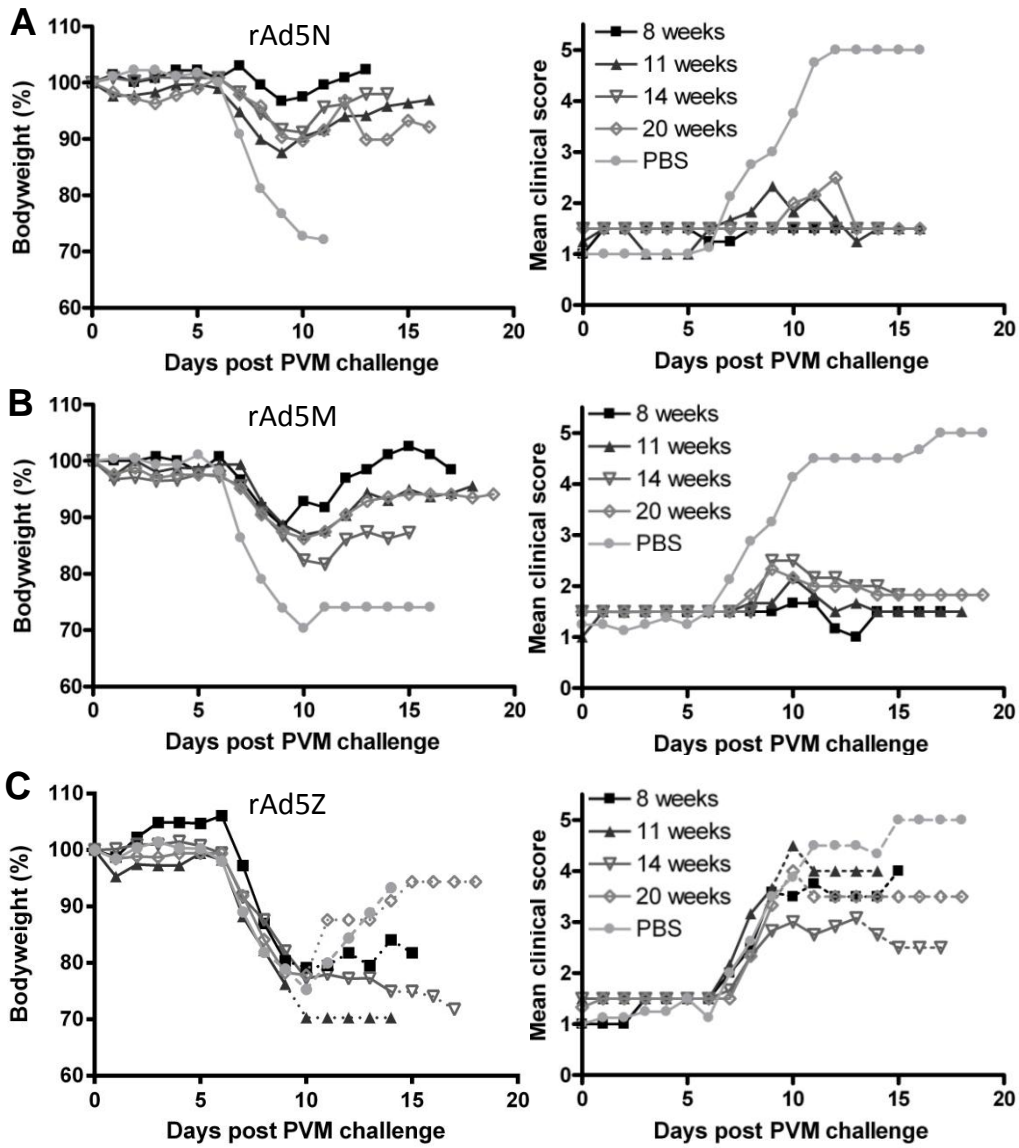 A
rAd5N
Bodyweight (%)
110
100
90
80
70
60
0 5 10 15 20
Days post PVM challenge
Mean clinical score
5
4
3
2
1
0
8 weeks
11 weeks
14 weeks
20 weeks
PBS
0 5 10 15 20
Days post PVM challenge
B
rAd5M
Bodyweight (%)
110
100
90
80
70
60
0 5 10 15 20
Days post PVM challenge
Mean clinical score
5
4
3
2
1
0
8 weeks
11 weeks
14 weeks
20 weeks
PBS
0 5 10 15 20
Days post PVM challenge
C
rAd5Z
Bodyweight (%)
110
100
90
80
70
60
0 5 10 15 20
Days post PVM challenge
Mean clinical score
5
4
3
2
1
0
8 weeks
11 weeks
14 weeks
20 weeks
PBS
0 5 10 15 20
Days post PVM challenge